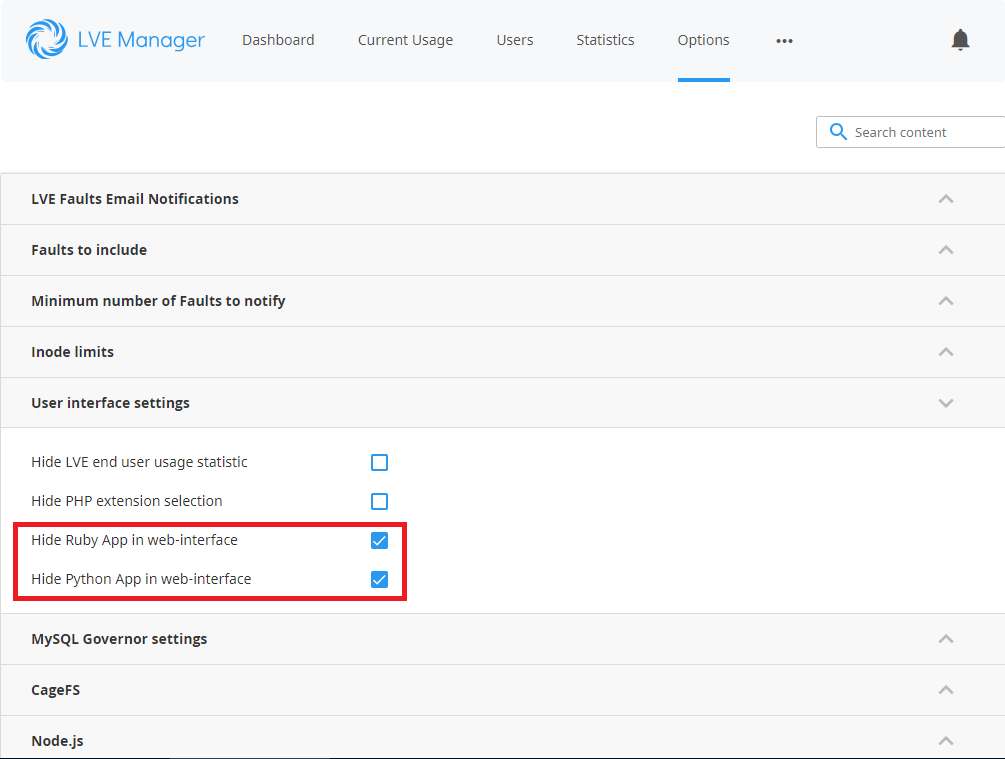 LVE Manager
Dashboard
Current Usage
Users
Statistics
Options
Search content
LVE Faults Email Notifications
Faults to include
Minimum number of Faults to notify
Inode limits
User interface settings
Hide LVE end user usage statistic
Hide PHP extension selection
Hide Ruby App in web-interface
Hide Python App in web-interface
MySQL Governor settings
CageFS
Node.js